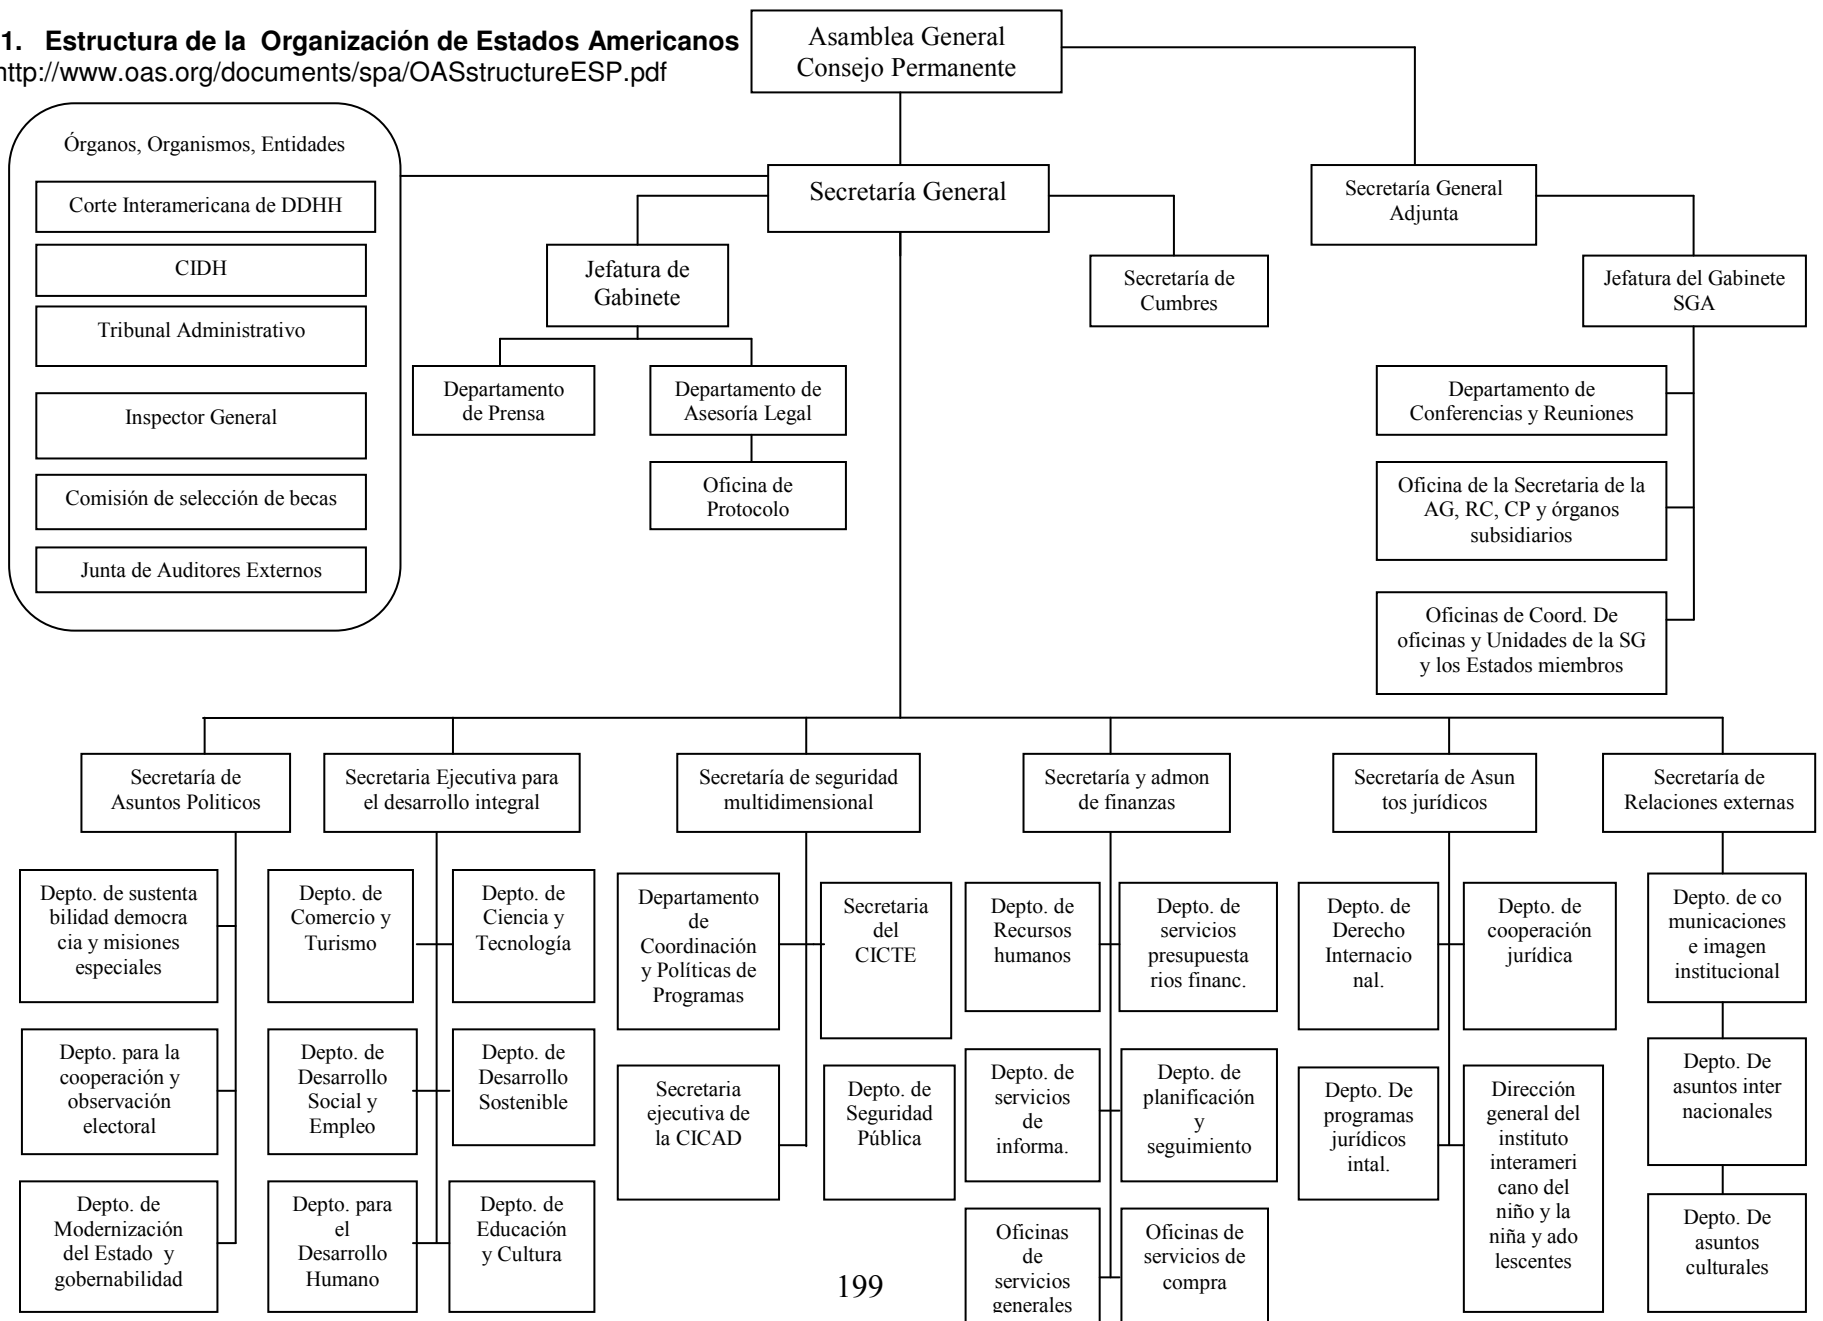 1. Estructura de la Organización de Estados Americanos
http://www.oas.org/documents/spa/OASstructureESP.pdf
Asamblea General
Consejo Permanente
Órganos, Organismos, Entidades
Corte Interamericana de DDHH
CIDH
Tribunal Administrativo
Inspector General
Comisión de selección de becas
Junta de Auditores Externos
Secretaría General
Secretaría General
Adjunta
Jefatura de
Gabinete
Secretaría de
Cumbres
Jefatura del Gabinete
SGA
Departamento
de Prensa
Departamento de
Asesoría Legal
Oficina de
Protocolo
Departamento de
Conferencias y Reuniones
Oficina de la Secretaria de la
AG, RC, CP y órganos
subsidiarios
Oficinas de Coord. De
oficinas y Unidades de la SG
y los Estados miembros
Secretaría de
Asuntos Politicos
Secretaria Ejecutiva para
el desarrollo integral
Secretaría de seguridad
multidimensional
Secretaría y admon
de finanzas
Secretaría de Asun
tos jurídicos
Secretaría de
Relaciones externas
Depto. de sustenta
bilidad democra
cia y misiones
especiales
Depto. para la
cooperación y
observación
electoral
Depto. de
Modernización
del Estado y
gobernabilidad
Depto. de
Comercio y
Turismo
Depto. de
Ciencia y
Tecnología
Depto. de
Desarrollo
Social y
Empleo
Depto. de
Desarrollo
Sostenible
Depto. para
el
Desarrollo
Humano
Depto. de
Educación
y Cultura
Departamento
de
Coordinación
y Políticas de
Programas
Secretaria
del
CICTE
Secretaria
ejecutiva de
la CICAD
Depto. de
Seguridad
Pública
Depto. de
Recursos
humanos
Depto. de
servicios
presupuesta
rios financ.
Depto. de
servicios
de
informa.
Depto. de
planificación
y
seguimiento
Oficinas
de
servicios
generales
Oficinas de
servicios de
compra
Depto. de
Derecho
Internacio
nal.
Depto. de
cooperación
jurídica
Depto. De
programas
jurídicos
intal.
Dirección
general del
instituto
interameri
cano del
niño y la
niña y ado
lescentes
Depto. de co
municaciones
e imagen
institucional
Depto. De
asuntos inter
nacionales
Depto. De
asuntos
culturales
199